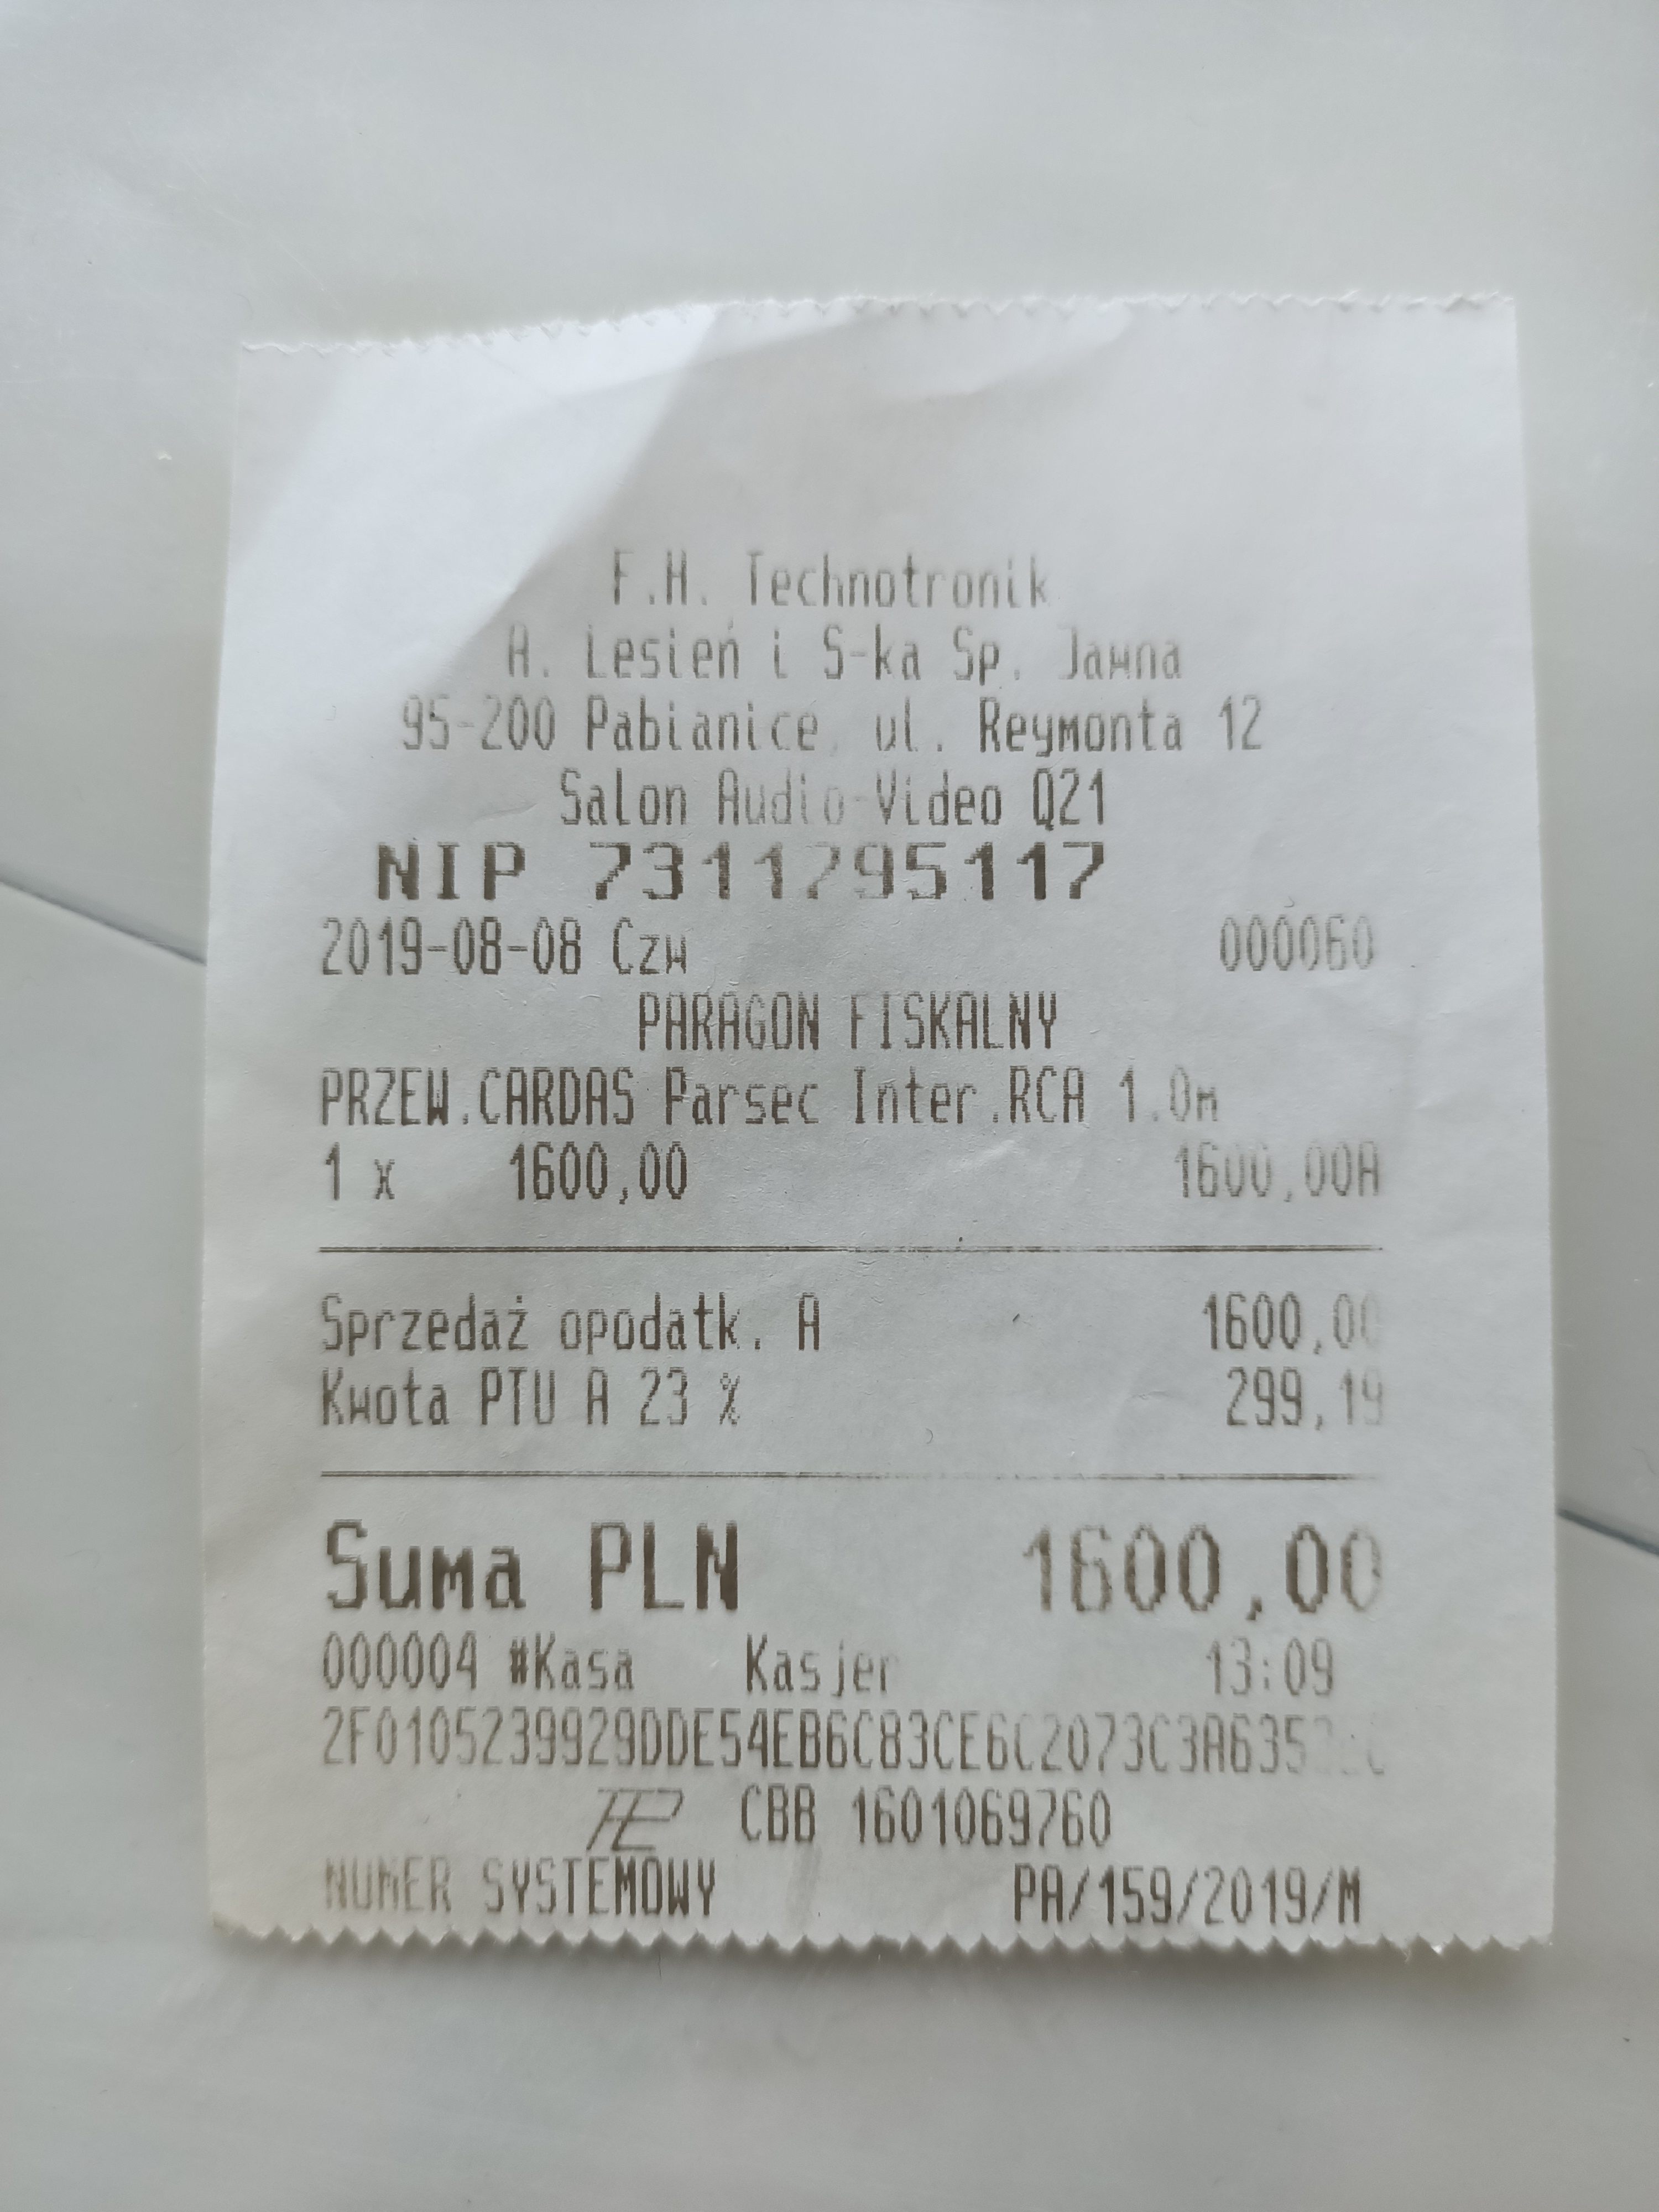 F.H. Technotronik
A. Lesień i S-ka Sp. Jawna
95-200 Pabianice, ul. Reymonta 12
Salon Audio-Video Q21
NIP 7311795117
2019-08-08 Czw 000060
PARAGON FISKALNY
PRZEW.CARDAS Parsec Inter.RCA 1.0m
1 x 1600,00 1600,00A
Sprzedaż opodatk. A 1600,00
Kwota PTU A 23 % 299,19
Suma PLN 1600,00
000004 #Kasa Kasjer 13:09
CBB 1601069760
NUMER SYSTEMOWY PA/159/2019/M